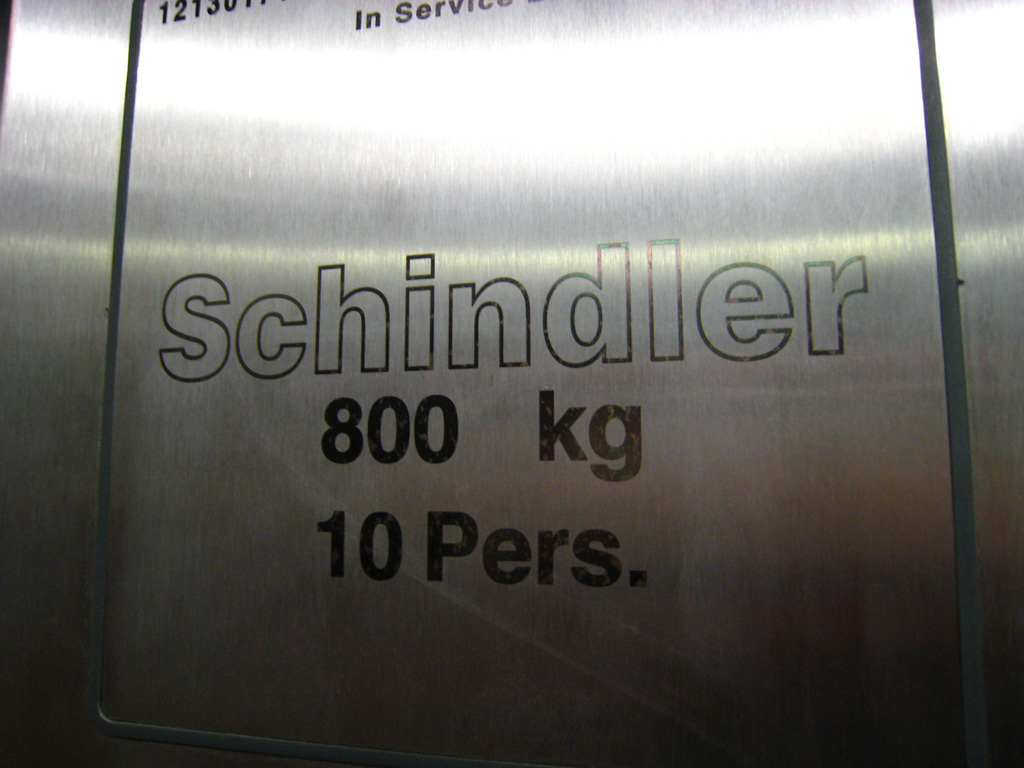 In Service
Schindler
800 kg
10 Pers.